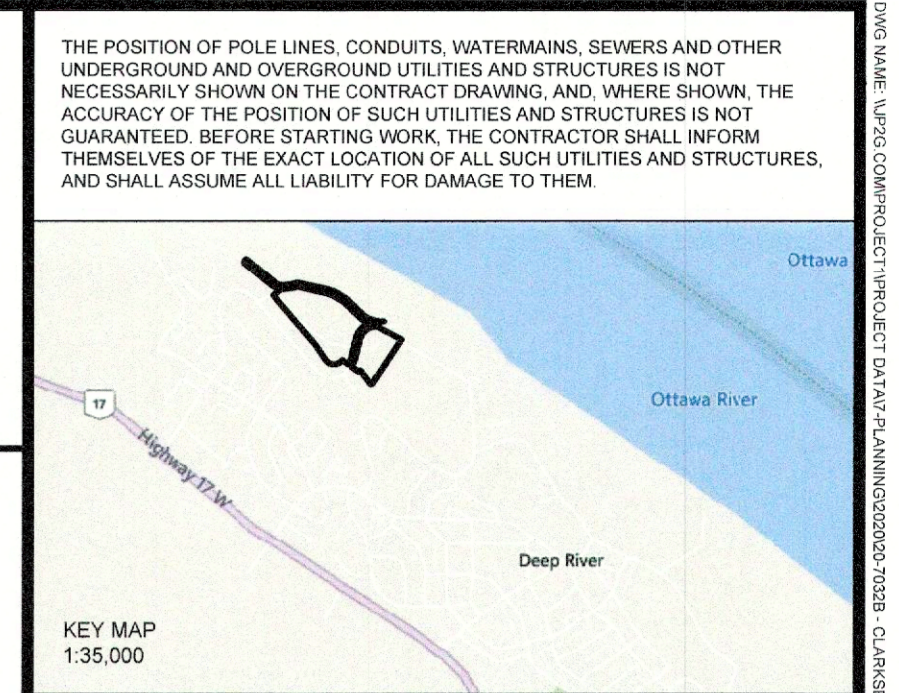 THE POSITION OF POLE LINES, CONDUITS, WATERMAINS, SEWERS AND OTHER
UNDERGROUND AND OVERGROUND UTILITIES AND STRUCTURES IS NOT
NECESSARILY SHOWN ON THE CONTRACT DRAWING, AND, WHERE SHOWN, THE
ACCURACY OF THE POSITION OF SUCH UTILITIES AND STRUCTURES IS NOT
GUARANTEED. BEFORE STARTING WORK, THE CONTRACTOR SHALL INFORM
THEMSELVES OF THE EXACT LOCATION OF ALL SUCH UTILITIES AND STRUCTURES,
AND SHALL ASSUME ALL LIABILITY FOR DAMAGE TO THEM.
Ottawa
Ottawa River
17
Highway 17 W
Deep River
KEY MAP
1:35,000
DWG NAME: \\JP2G.COM\PROJECT1\PROJECT DATA\7-PLANNING\2020\20-7032B - CLARKS